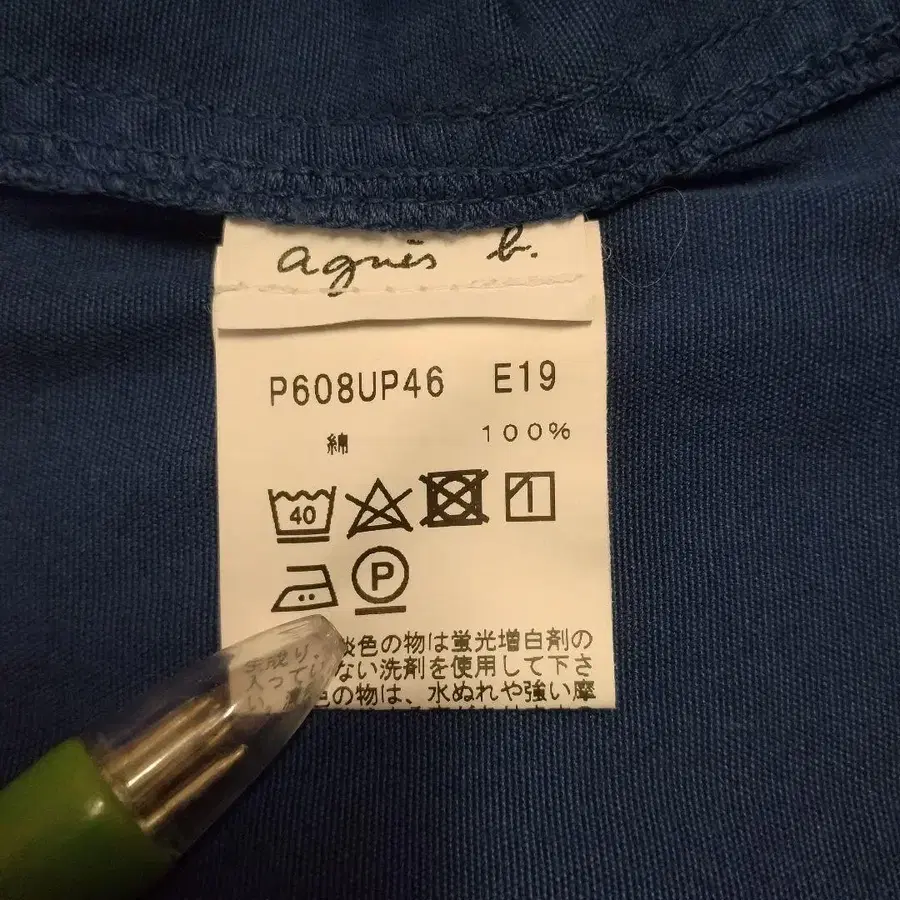 agnès b.
P608UP46 E19
綿 100%
40
P
淡色の物は蛍光増白剤の
ない洗剤を使用して下さ
色の物は、水ぬれや強い摩